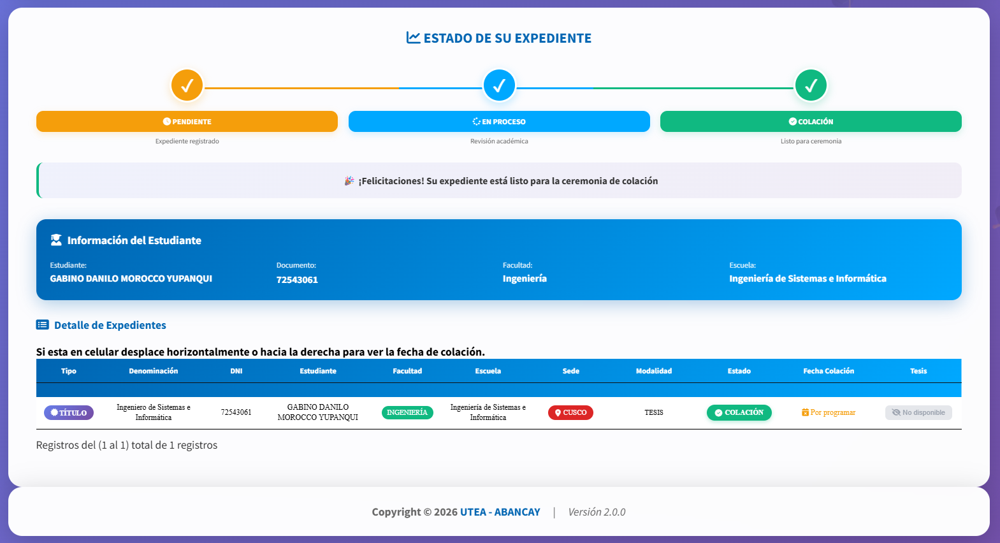 ESTADO DE SU EXPEDIENTE
PENDIENTE
EN PROCESO
COLACIÓN
Expediente registrado
Revisión académica
Listo para ceremonia
¡Felicitaciones! Su expediente está listo para la ceremonia de colación
Información del Estudiante
Estudiante:
GABINO DANILO MOROCCO YUPANQUI
Documento:
72543061
Facultad:
Ingeniería
Escuela:
Ingeniería de Sistemas e Informática
Detalle de Expedientes
Si esta en celular desplace horizontalmente o hacia la derecha para ver la fecha de colación.
Tipo Denominación DNI Estudiante Facultad Escuela Sede Modalidad Estado Fecha Colación Tesis
TÍTULO
Ingeniero de Sistemas e
Informática
72543061
GABINO DANILO
MOROCCO YUPANQUI
INGENIERÍA
Ingeniería de Sistemas e
Informática
CUSCO
TESIS
COLACIÓN
Por programar
No disponible
Registros del (1 al 1) total de 1 registros
Copyright © 2026 UTEA - ABANCAY | Versión 2.0.0